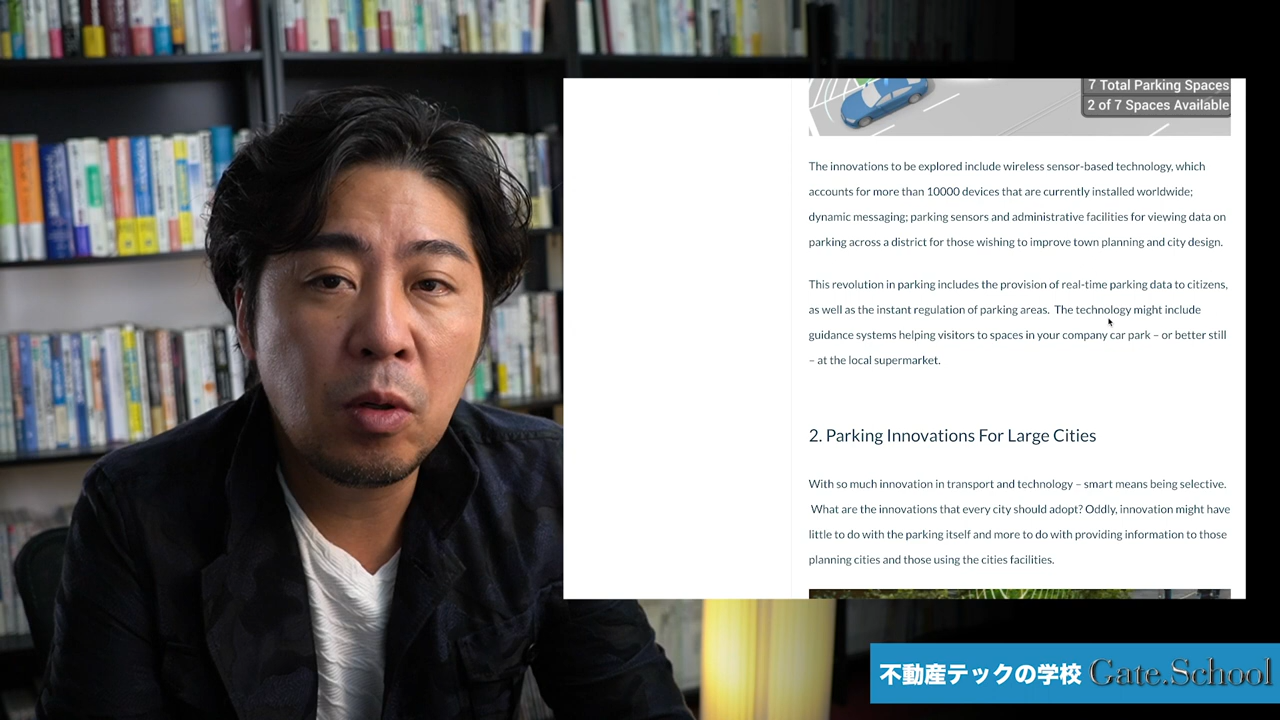 7 Total Parking Spaces
2 of 7 Spaces Available
The innovations to be explored include wireless sensor-based technology, which
accounts for more than 10000 devices that are currently installed worldwide;
dynamic messaging; parking sensors and administrative facilities for viewing data on
parking across a district for those wishing to improve town planning and city design.
This revolution in parking includes the provision of real-time parking data to citizens,
as well as the instant regulation of parking areas. The technology might include
guidance systems helping visitors to spaces in your company car park – or better still
– at the local supermarket.
2. Parking Innovations For Large Cities
With so much innovation in transport and technology – smart means being selective.
What are the innovations that every city should adopt? Oddly, innovation might have
little to do with the parking itself and more to do with providing information to those
planning cities and those using the cities facilities.
不動産テックの学校 Gate.School